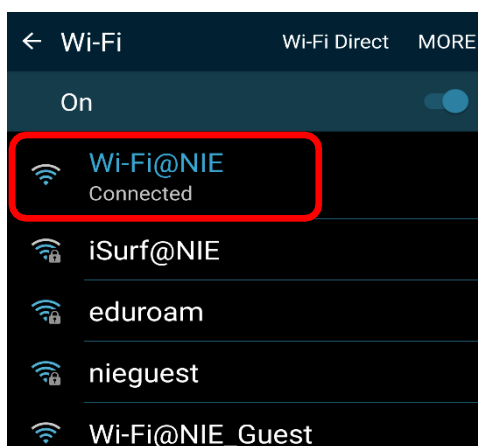 ← Wi-Fi Wi-Fi Direct MORE
On
Wi-Fi@NIE
Connected
iSurf@NIE
eduroam
nieguest
Wi-Fi@NIE_Guest